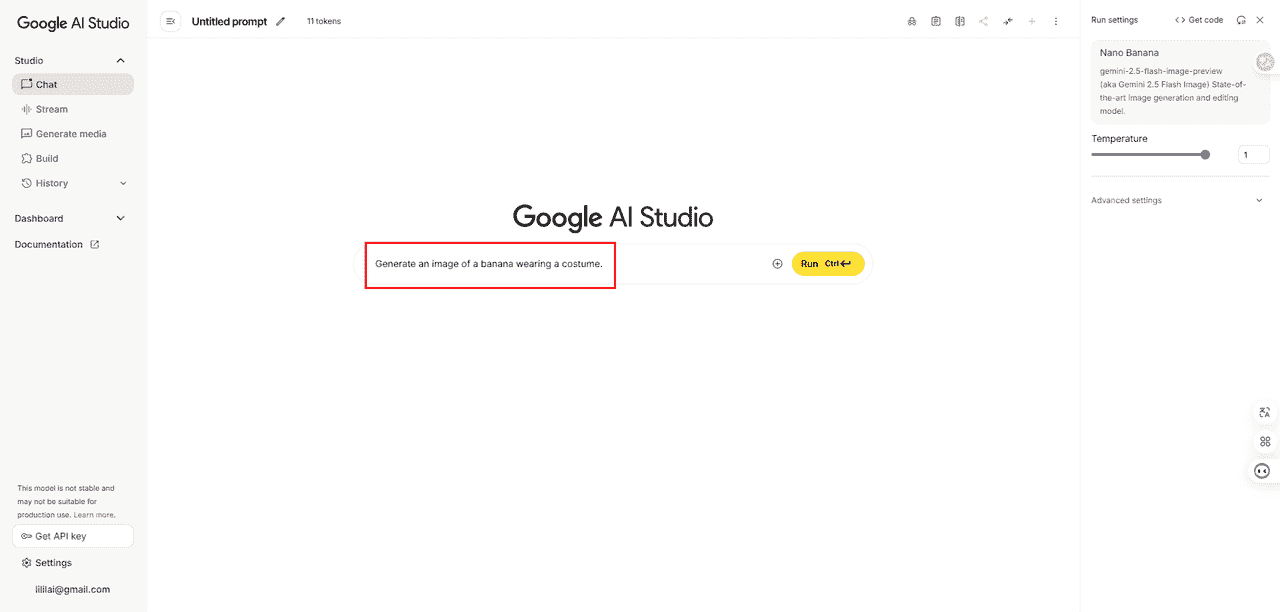 Google AI Studio
Studio
Chat
Stream
Generate media
Build
History
Dashboard
Documentation
This model is not stable and
may not be suitable for
production use. Learn more.
Get API key
Settings
lililai@gmail.com
Untitled prompt
11 tokens
Google AI Studio
Generate an image of a banana wearing a costume.
Run Ctrl
Run settings
<> Get code
Nano Banana
gemini-2.5-flash-image-preview
(aka Gemini 2.5 Flash Image) State-of-
the-art image generation and editing
model.
Temperature
1
Advanced settings